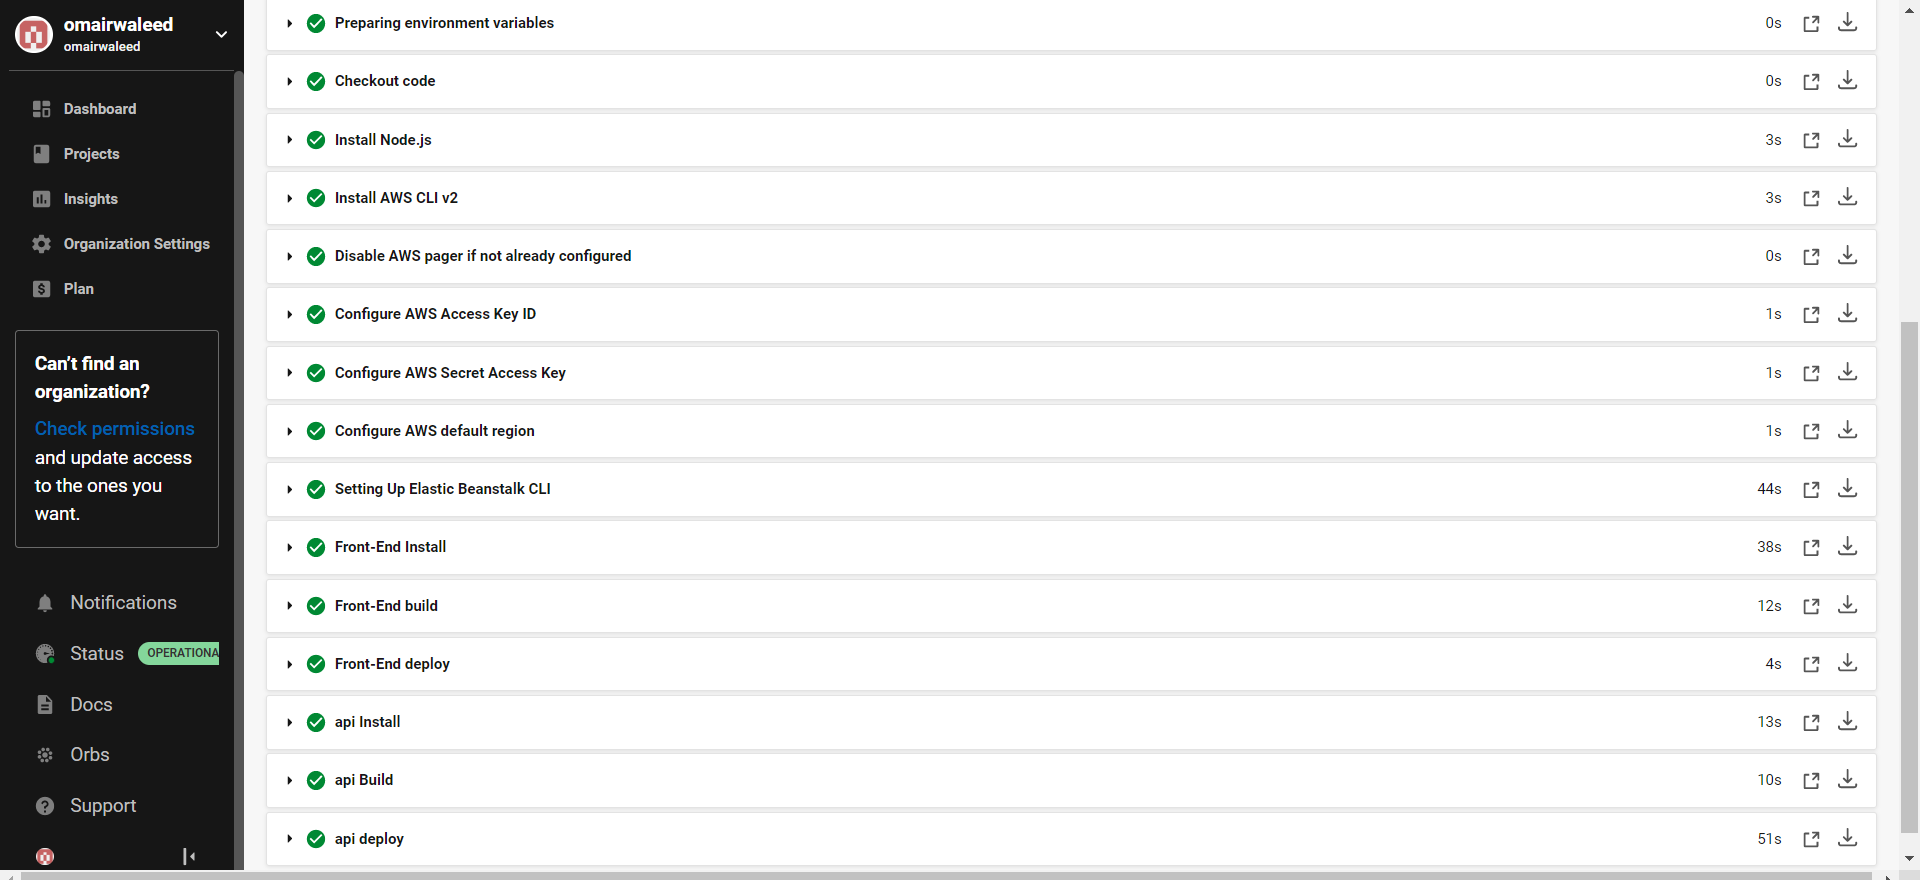 omairwaleed
omairwaleed
Dashboard
Projects
Insights
Organization Settings
Plan
Can't find an
organization?
Check permissions
and update access
to the ones you
want.
Notifications
Status OPERATIONA
Docs
Orbs
Support
Preparing environment variables 0s
Checkout code 0s
Install Node.js 3s
Install AWS CLI v2 3s
Disable AWS pager if not already configured 0s
Configure AWS Access Key ID 1s
Configure AWS Secret Access Key 1s
Configure AWS default region 1s
Setting Up Elastic Beanstalk CLI 44s
Front-End Install 38s
Front-End build 12s
Front-End deploy 4s
api Install 13s
api Build 10s
api deploy 51s